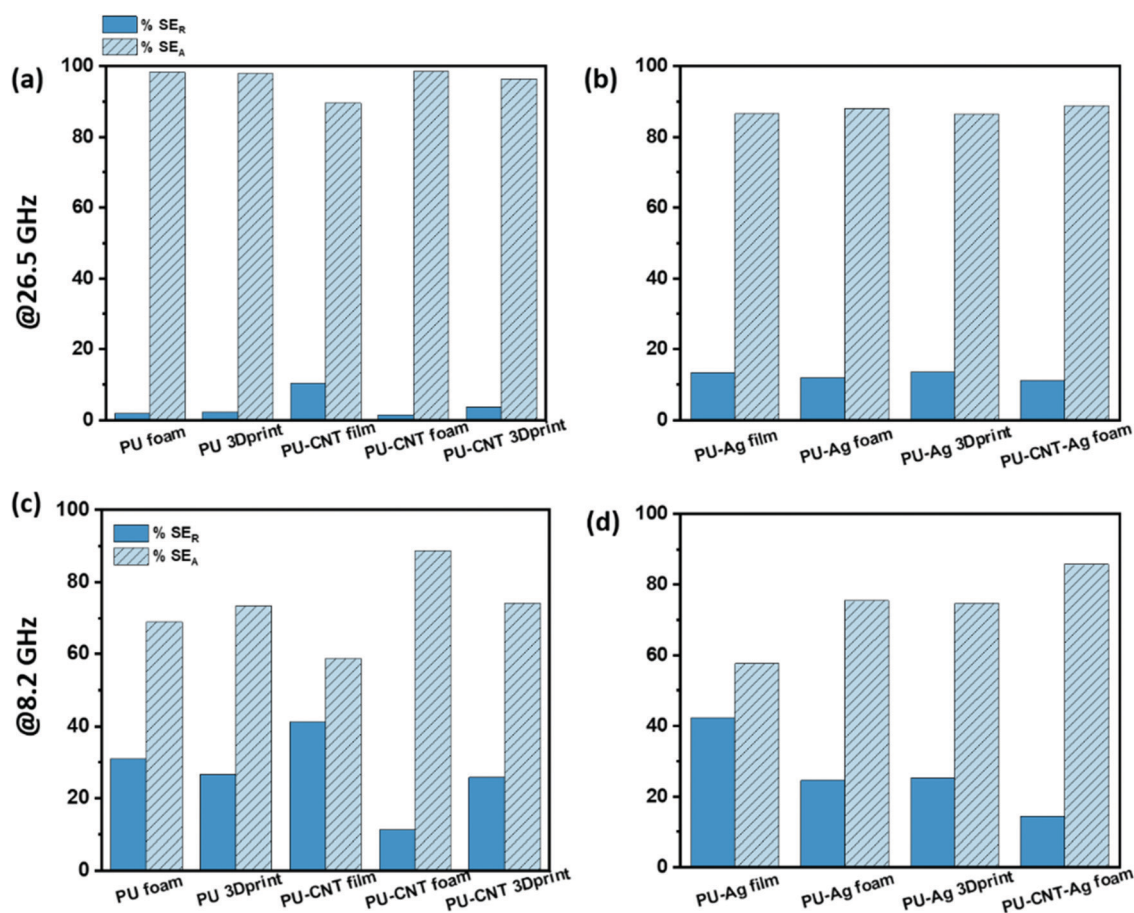 % SE_R
% SE_A
(a)
100
80
60
40
20
0
PU foam
PU 3Dprint
PU-CNT film
PU-CNT foam
PU-CNT 3Dprint
(b)
100
80
60
40
20
0
PU-Ag film
PU-Ag foam
PU-Ag 3Dprint
PU-CNT-Ag foam
@26.5 GHz
(c)
% SE_R
% SE_A
100
80
60
40
20
0
PU foam
PU 3Dprint
PU-CNT film
PU-CNT foam
PU-CNT 3Dprint
(d)
100
80
60
40
20
0
PU-Ag film
PU-Ag foam
PU-Ag 3Dprint
PU-CNT-Ag foam
@8.2 GHz